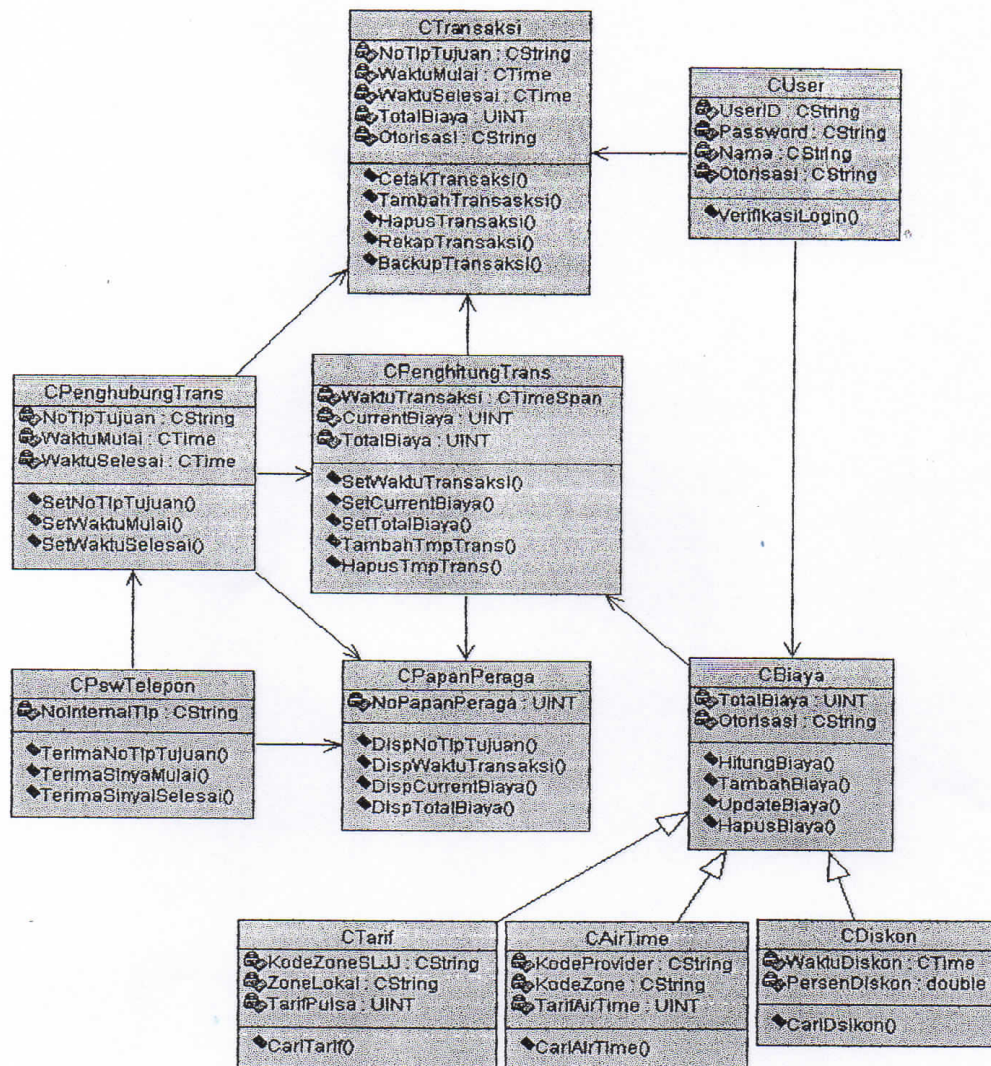 CTransaksi
NoTlpTujuan : CString
WaktuMulai : CTime
WaktuSelesai : CTime
TotalBiaya : UINT
Otorisasi : CString
CetakTransaksi()
TambahTransasksi()
HapusTransaksi()
RekapTransaksi()
BackupTransaksi()
CUser
UserID : CString
Password : CString
Nama : CString
Otorisasi : CString
VerifikasiLogin()
CPenghubungTrans
NoTlpTujuan : CString
WaktuMulai : CTime
WaktuSelesai : CTime
SetNoTlpTujuan()
SetWaktuMulai()
SetWaktuSelesai()
CPenghitungTrans
WaktuTransaksi : CTimeSpan
CurrentBiaya : UINT
TotalBiaya : UINT
SetWaktuTransaksi()
SetCurrentBiaya()
SetTotalBiaya()
TambahTmpTrans()
HapusTmpTrans()
CPswTelepon
NoInternalTlp : CString
TerimaNoTlpTujuan()
TerimaSinyaMulai()
TerimaSinyalSelesai()
CPapanPeraga
NoPapanPeraga : UINT
DispNoTlpTujuan()
DispWaktuTransaksi()
DispCurrentBiaya()
DispTotalBiaya()
CBiaya
TotalBiaya : UINT
Otorisasi : CString
HitungBiaya()
TambahBiaya()
UpdateBiaya()
HapusBiaya()
CTarif
KodeZoneSLJJ : CString
ZoneLokal : CString
TarifPulsa : UINT
CariTarif()
CAirTime
KodeProvider : CString
KodeZone : CString
TarifAirTime : UINT
CariAirTime()
CDiskon
WaktuDiskon : CTime
PersenDiskon : double
CariDsikon()